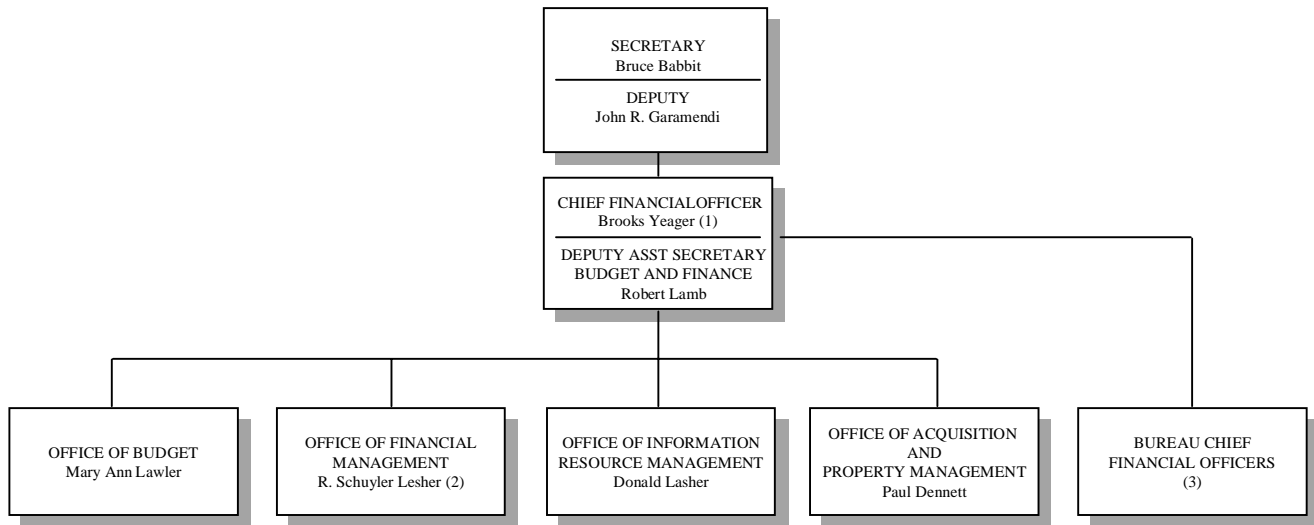 SECRETARY
Bruce Babbit
DEPUTY
John R. Garamendi
CHIEF FINANCIALOFFICER
Brooks Yeager (1)
DEPUTY ASST SECRETARY
BUDGET AND FINANCE
Robert Lamb
OFFICE OF BUDGET
Mary Ann Lawler
OFFICE OF FINANCIAL
MANAGEMENT
R. Schuyler Lesher (2)
OFFICE OF INFORMATION
RESOURCE MANAGEMENT
Donald Lasher
OFFICE OF ACQUISITION
AND
PROPERTY MANAGEMENT
Paul Dennett
BUREAU CHIEF
FINANCIAL OFFICERS
(3)